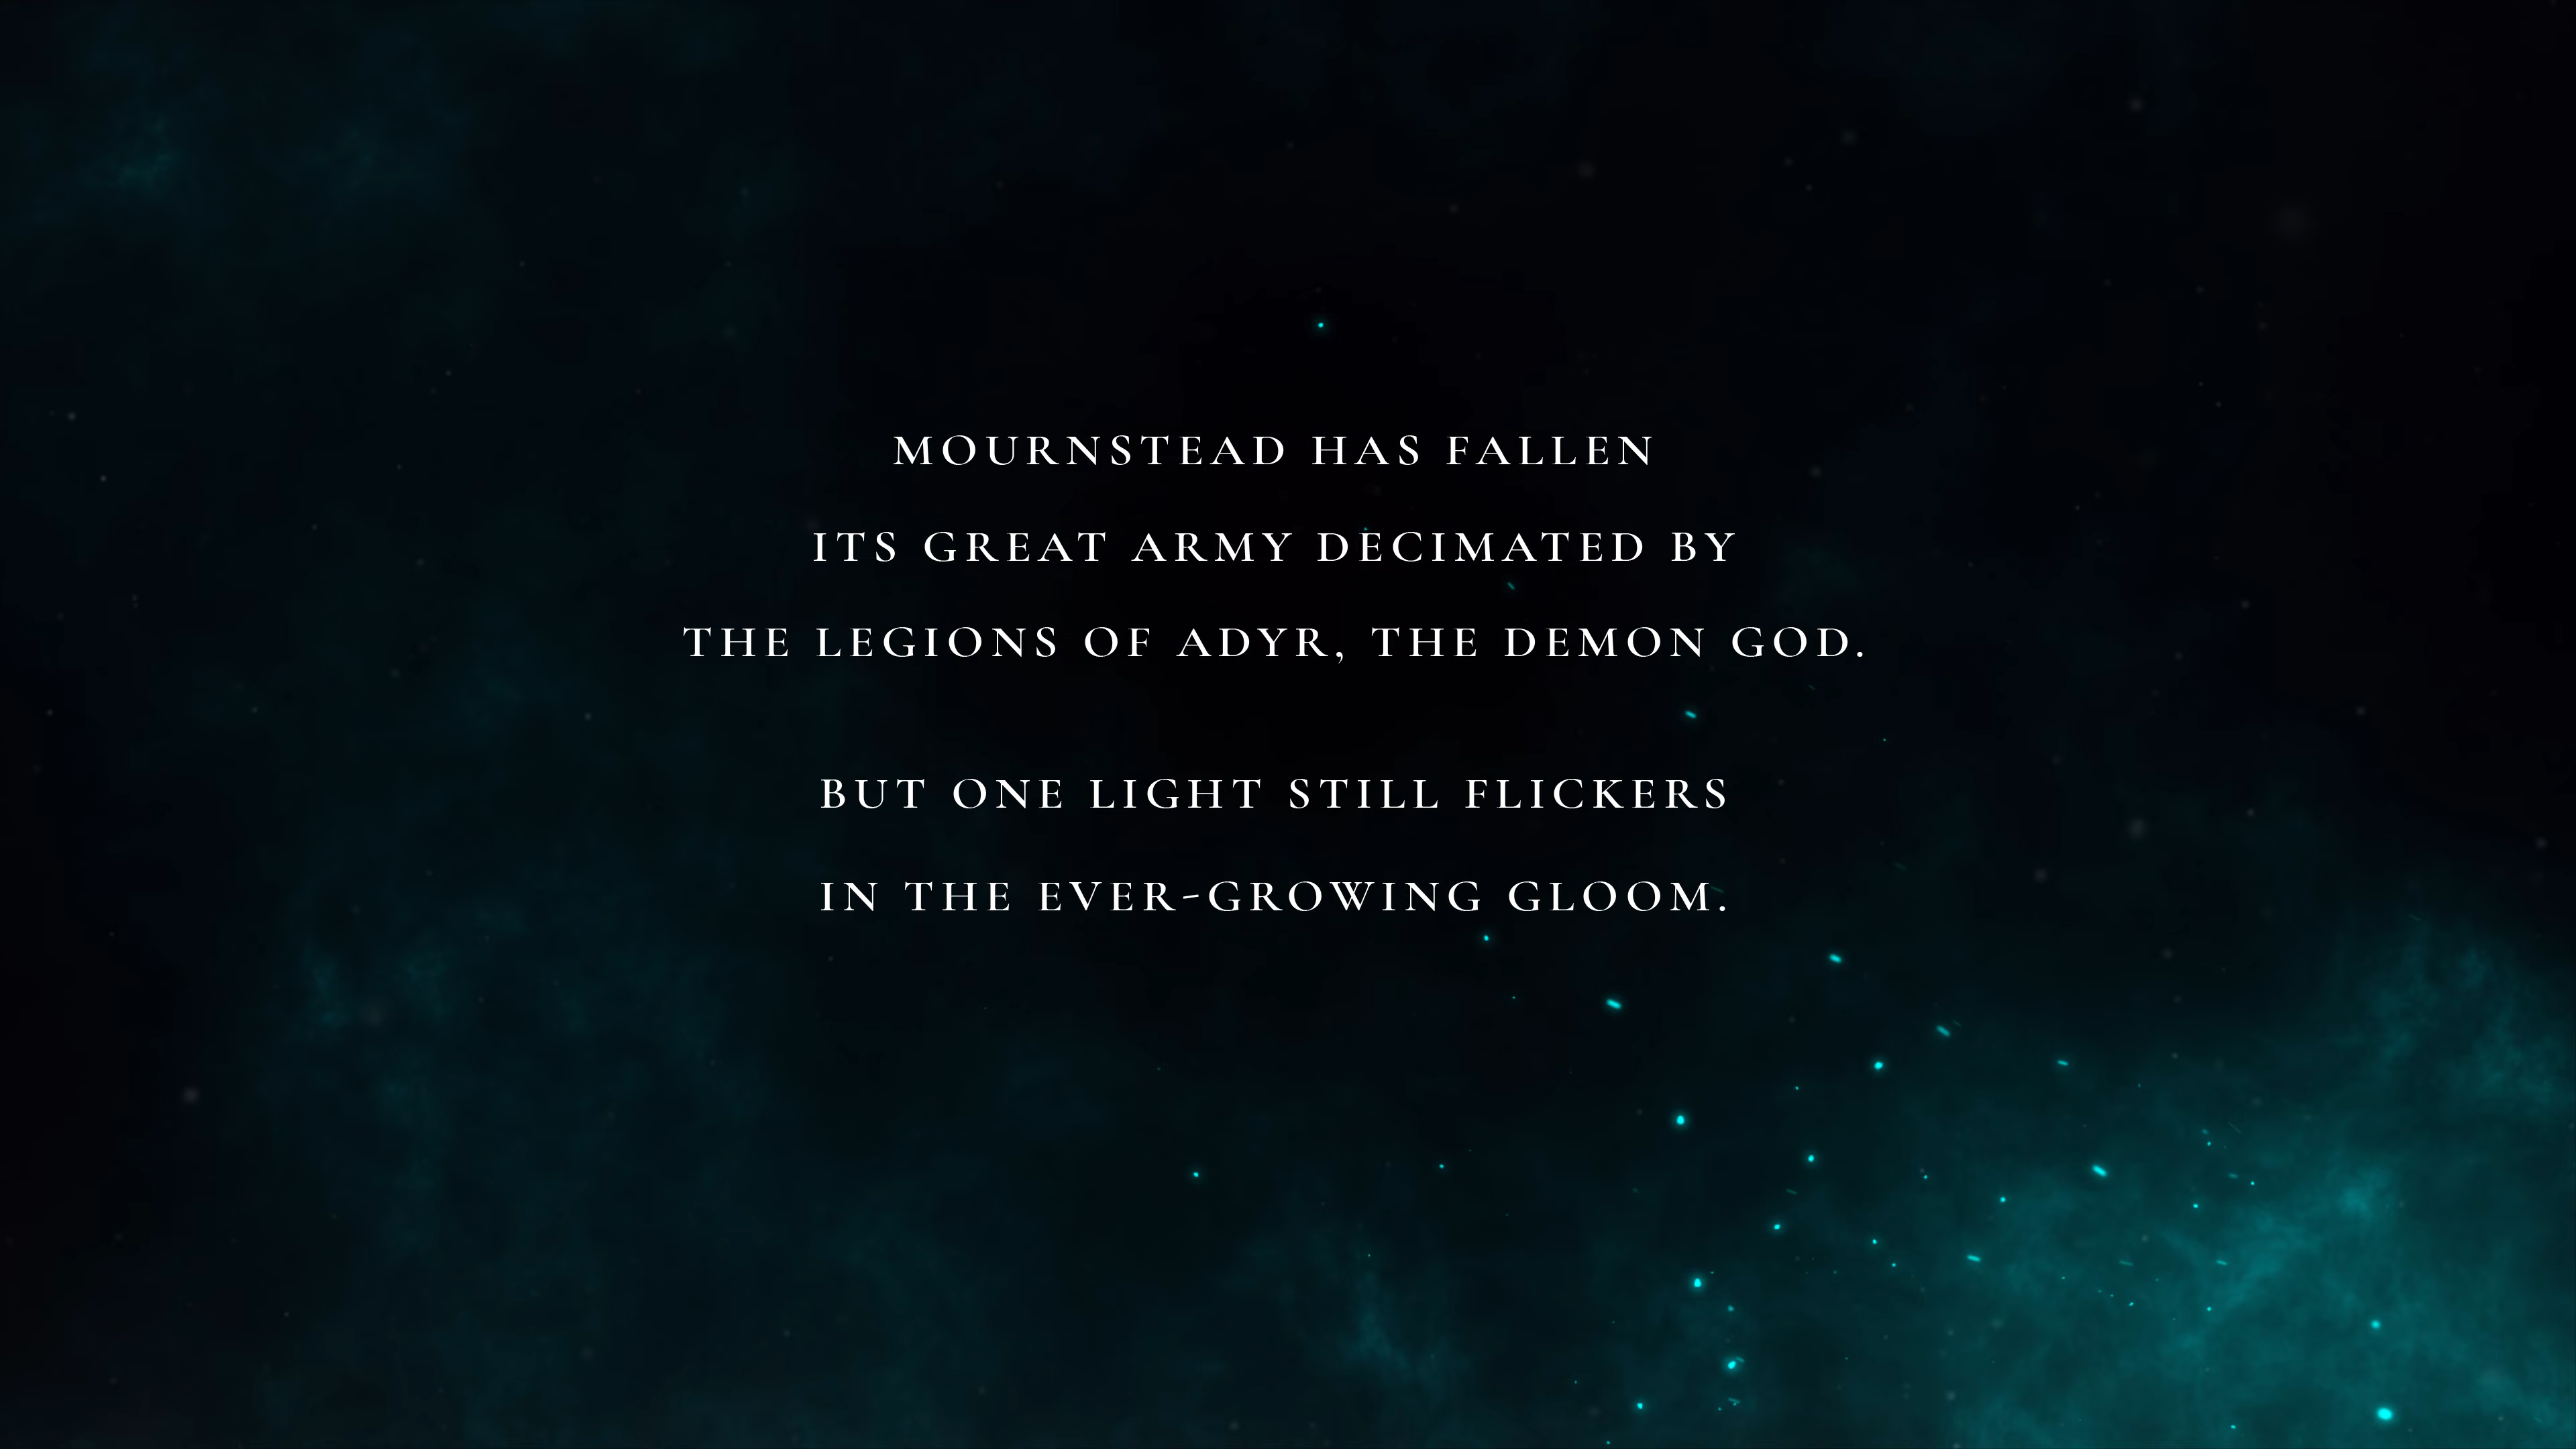 MOURNSTEAD HAS FALLEN
ITS GREAT ARMY DECIMATED BY
THE LEGIONS OF ADYR, THE DEMON GOD.
BUT ONE LIGHT STILL FLICKERS
IN THE EVER-GROWING GLOOM.